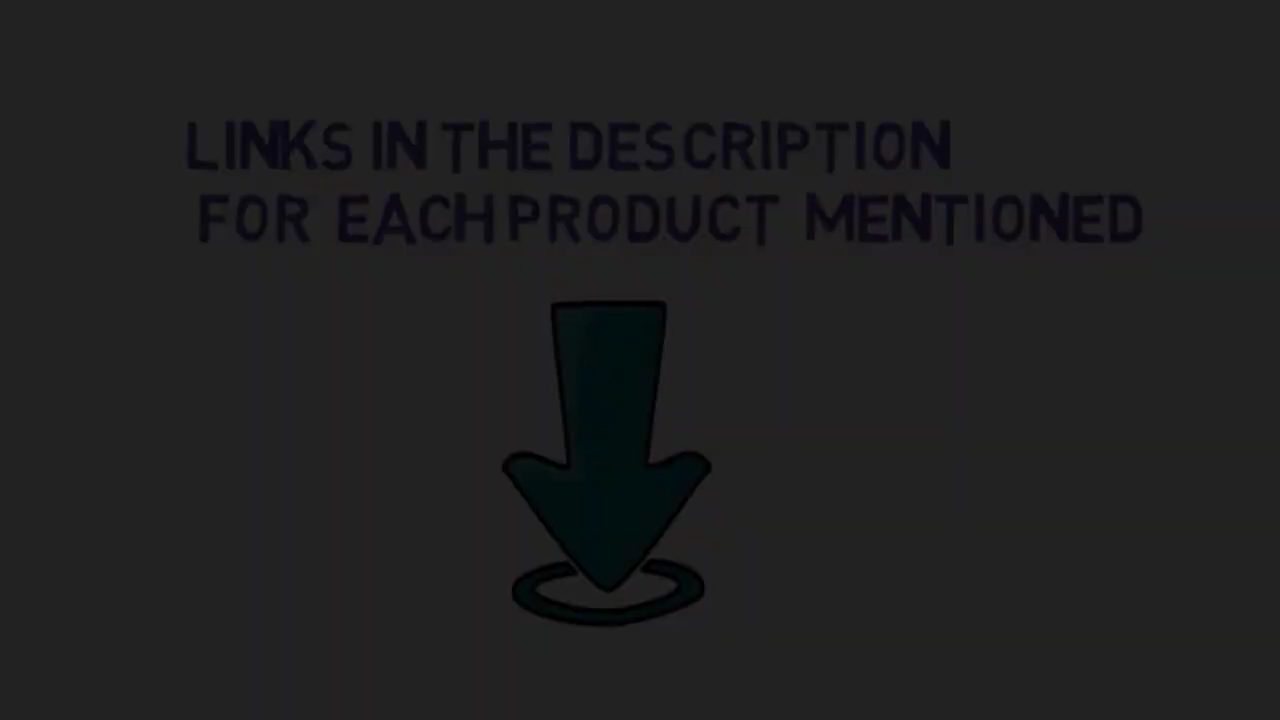 LINKS IN THE DESCRIPTION
FOR EACH PRODUCT MENTIONED